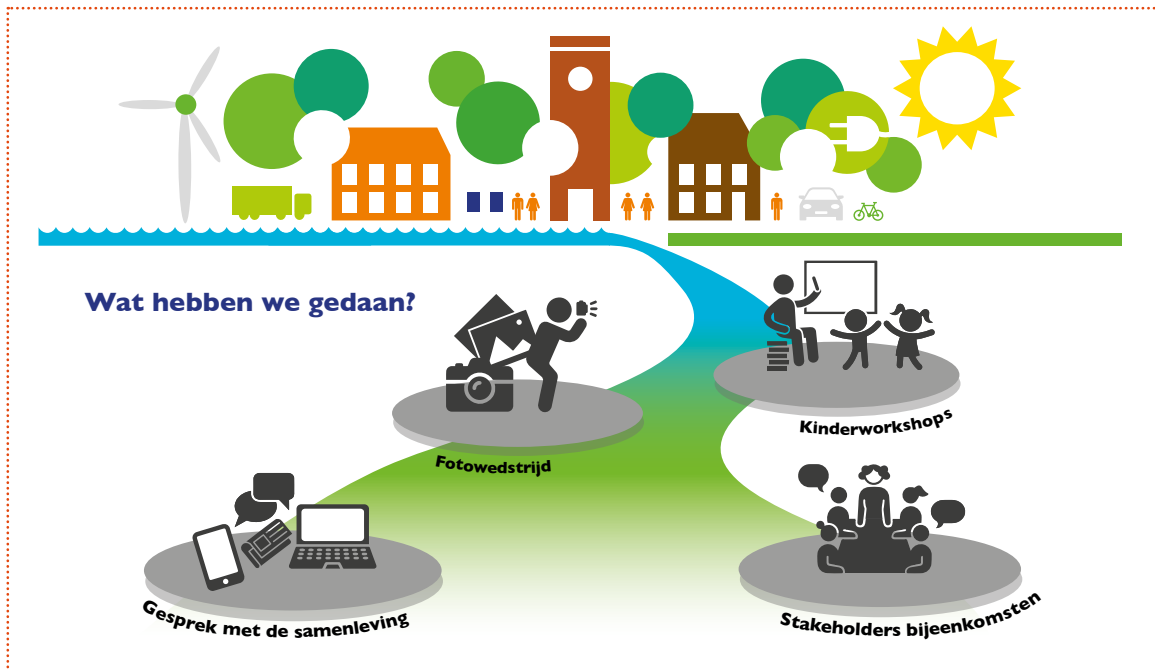 Wat hebben we gedaan?
Kinderworkshops
Fotowedstrijd
Gesprek met de samenleving
Stakeholders bijeenkomsten